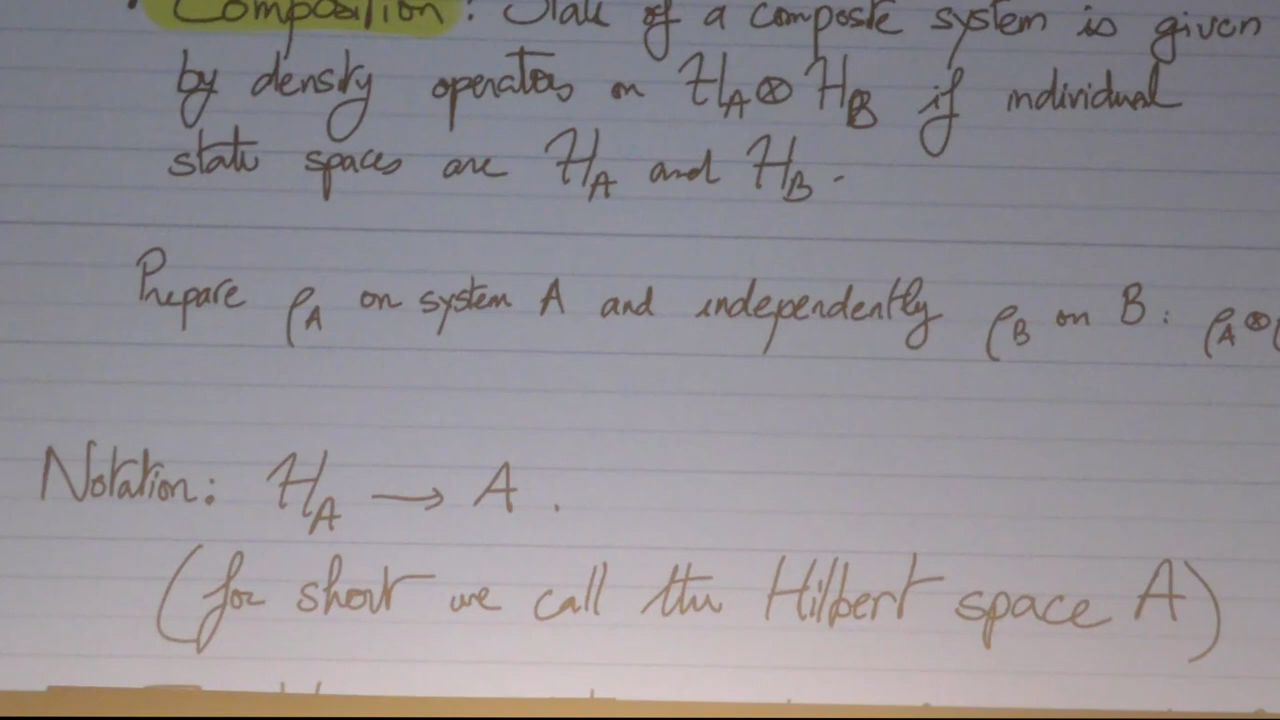 Composition: State of a composite system is given
by density operators on H_A ⊗ H_B if individual
state spaces are H_A and H_B.
Prepare ρ_A on system A and independently ρ_B on B: ρ_A ⊗
Notation: H_A → A.
(for short we call the Hilbert space A)